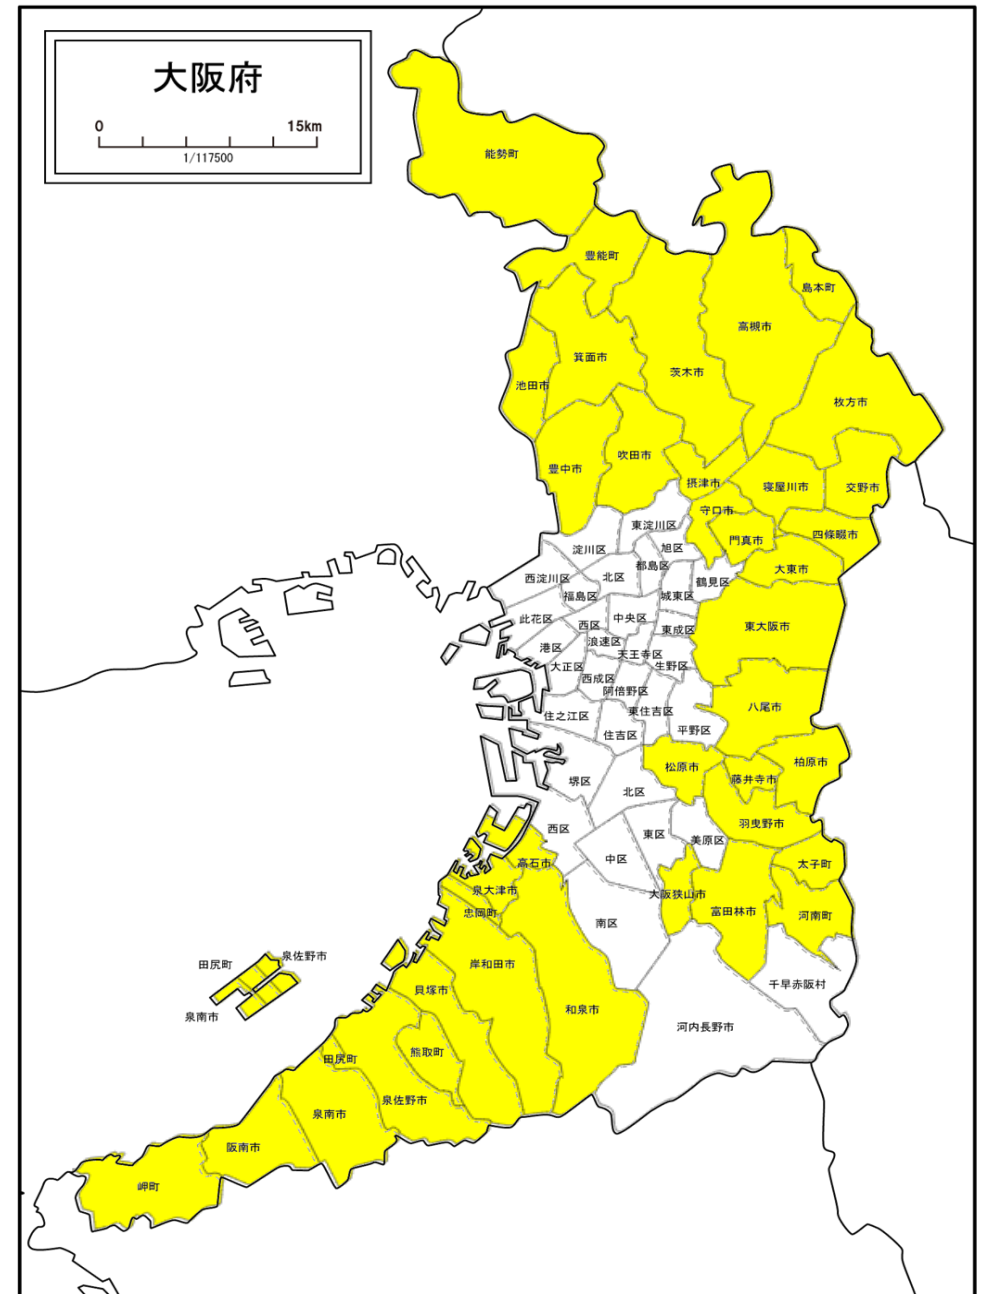 大阪府
0 15km
1/117500
能勢町
豊能町
島本町
高槻市
箕面市
茨木市
池田市
枚方市
吹田市
豊中市
摂津市
寝屋川市
交野市
守口市
東淀川区
四條畷市
門真市
淀川区
旭区
都島区
大東市
西淀川区
北区
鶴見区
福島区
城東区
此花区
中央区
西区
東成区
東大阪市
浪速区
港区
天王寺区
大正区
生野区
西成区
阿倍野区
八尾市
住之江区
東住吉区
平野区
住吉区
柏原市
松原市
藤井寺市
堺区
北区
羽曳野市
西区
東区
美原区
中区
高石市
太子町
泉大津市
大阪狭山市
忠岡町
富田林市
河南町
南区
泉佐野市
田尻町
岸和田市
千早赤阪村
貝塚市
和泉市
泉南市
河内長野市
熊取町
田尻町
泉佐野市
泉南市
阪南市
岬町